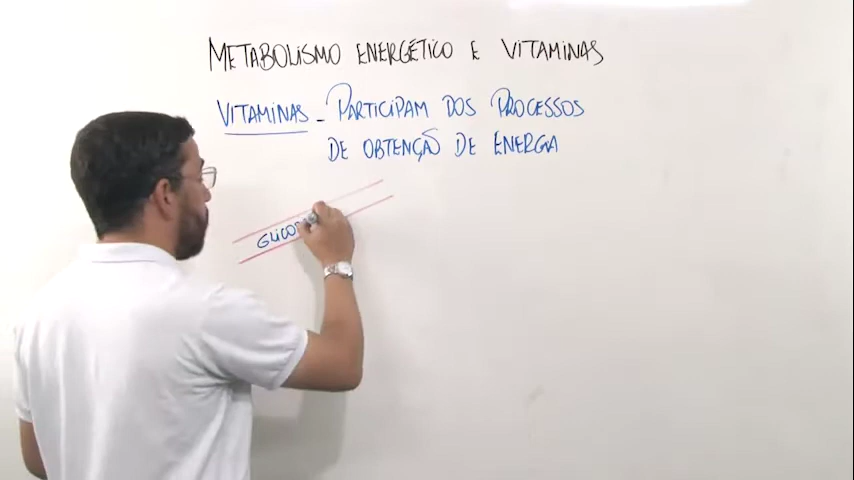 METABOLISMO ENERGÉTICO E VITAMINAS
VITAMINAS - PARTICIPAM DOS PROCESSOS
DE OBTENÇÃO DE ENERGIA